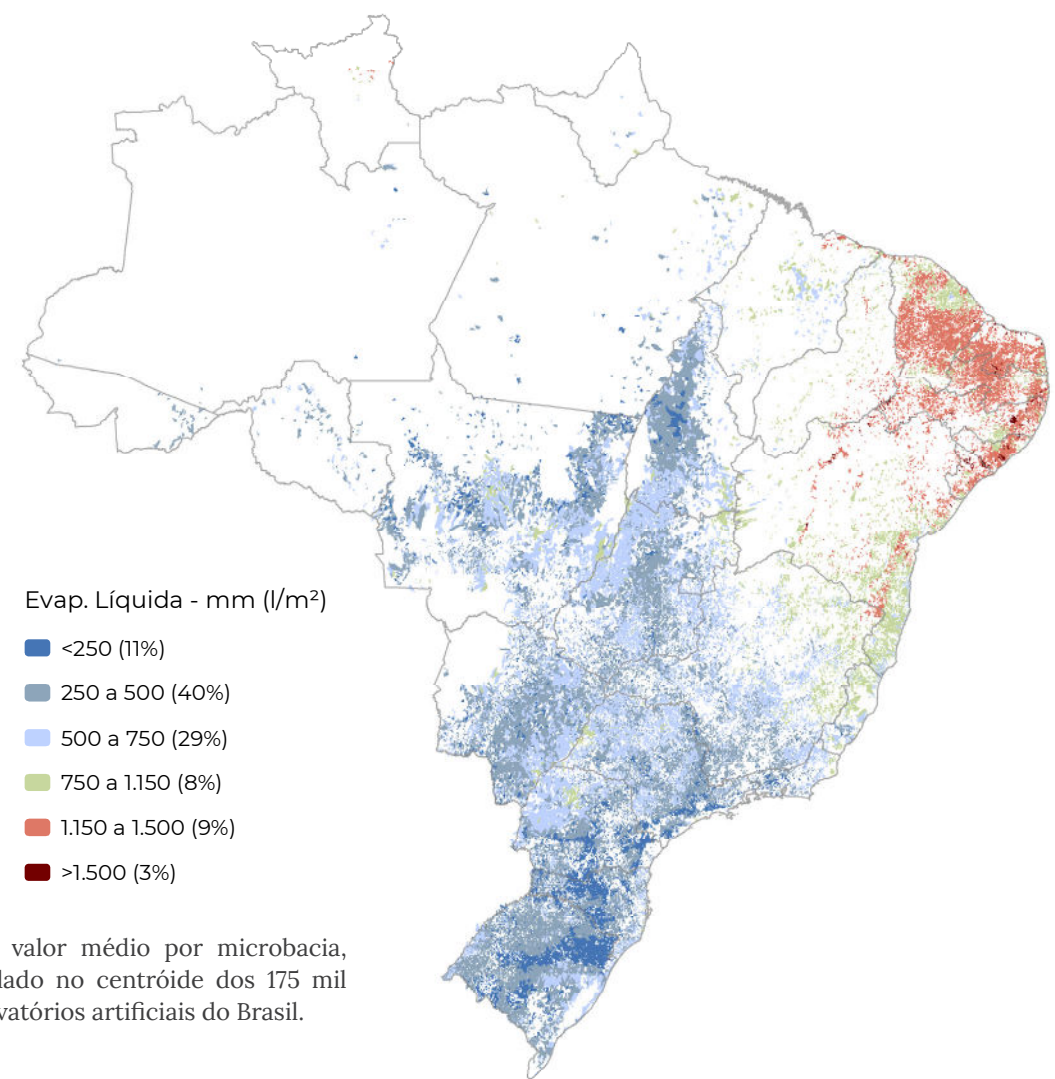 Evap. Líquida - mm (l/m²)
<250 (11%)
250 a 500 (40%)
500 a 750 (29%)
750 a 1.150 (8%)
1.150 a 1.500 (9%)
>1.500 (3%)
valor médio por microbacia,
lado no centróide dos 175 mil
vatórios artificiais do Brasil.